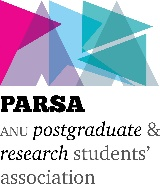 PARSA
ANU postgraduate &
research students'
association